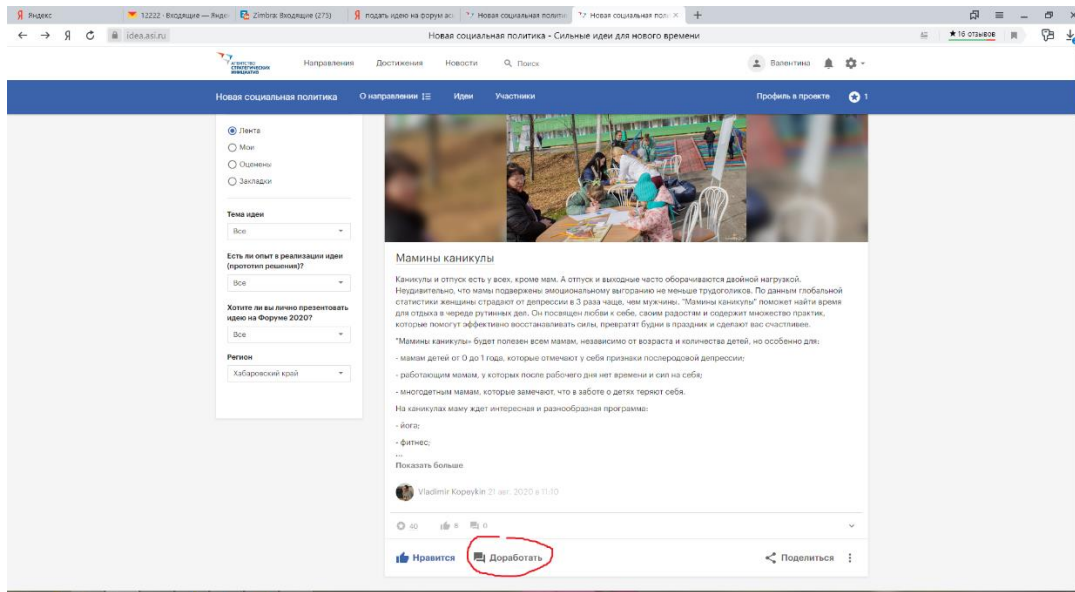 Яндекс
12222 · Входящие — Янде
Zimbra: Входящие (275)
подать идею на форум ас
Новая социальная полити
Новая социальная поли
idea.asi.ru
Новая социальная политика - Сильные идеи для нового времени
★16 отзывов
АГЕНТСТВО
СТРАТЕГИЧЕСКИХ
ИНИЦИАТИВ
Направления
Достижения
Новости
Поиск
Валентина
Новая социальная политика
О направлении
Идеи
Участники
Профиль в проекте
1
Лента
Мои
Оценены
Закладки
Тема идеи
Все
Есть ли опыт в реализации идеи
(прототип решения)?
Все
Хотите ли вы лично презентовать
идею на Форуме 2020?
Все
Регион
Хабаровский край
Мамины каникулы
Каникулы и отпуск есть у всех, кроме мам. А отпуск и выходные часто оборачиваются двойной нагрузкой.
Неудивительно, что мамы подвержены эмоциональному выгоранию не меньше трудоголиков. По данным глобальной
статистики женщины страдают от депрессии в 3 раза чаще, чем мужчины. "Мамины каникулы" поможет найти время
для отдыха в череде рутинных дел. Он посвящен любви к себе, своим радостям и содержит множество практик,
которые помогут эффективно восстанавливать силы, превратят будни в праздник и сделают вас счастливее.
"Мамины каникулы» будет полезен всем мамам, независимо от возраста и количества детей, но особенно для:
- мамам детей от 0 до 1 года, которые отмечают у себя признаки послеродовой депрессии;
- работающим мамам, у которых после рабочего дня нет времени и сил на себя;
- многодетным мамам, которые замечают, что в заботе о детях теряют себя.
На каникулах маму ждет интересная и разнообразная программа:
- йога;
- фитнес;
...
Показать больше
Vladimir Kopeykin 21 авг. 2020 в 11:10
40
8
0
Нравится
Доработать
Поделиться